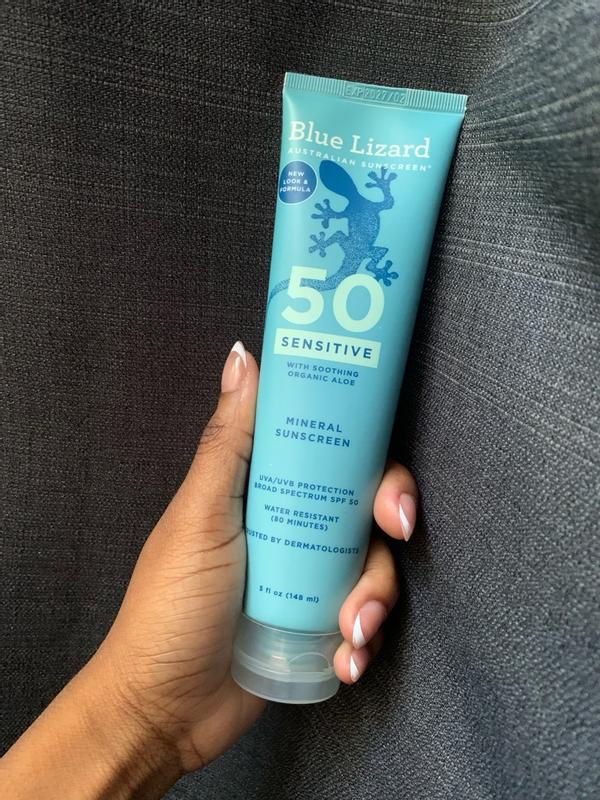 EXP2027/02
Blue Lizard
AUSTRALIAN SUNSCREEN®
NEW
LOOK &
FORMULA
50
SENSITIVE
WITH SOOTHING
ORGANIC ALOE
MINERAL
SUNSCREEN
UVA/UVB PROTECTION
BROAD SPECTRUM SPF 50
WATER RESISTANT
(80 MINUTES)
TRUSTED BY DERMATOLOGISTS
5 fl oz (148 ml)